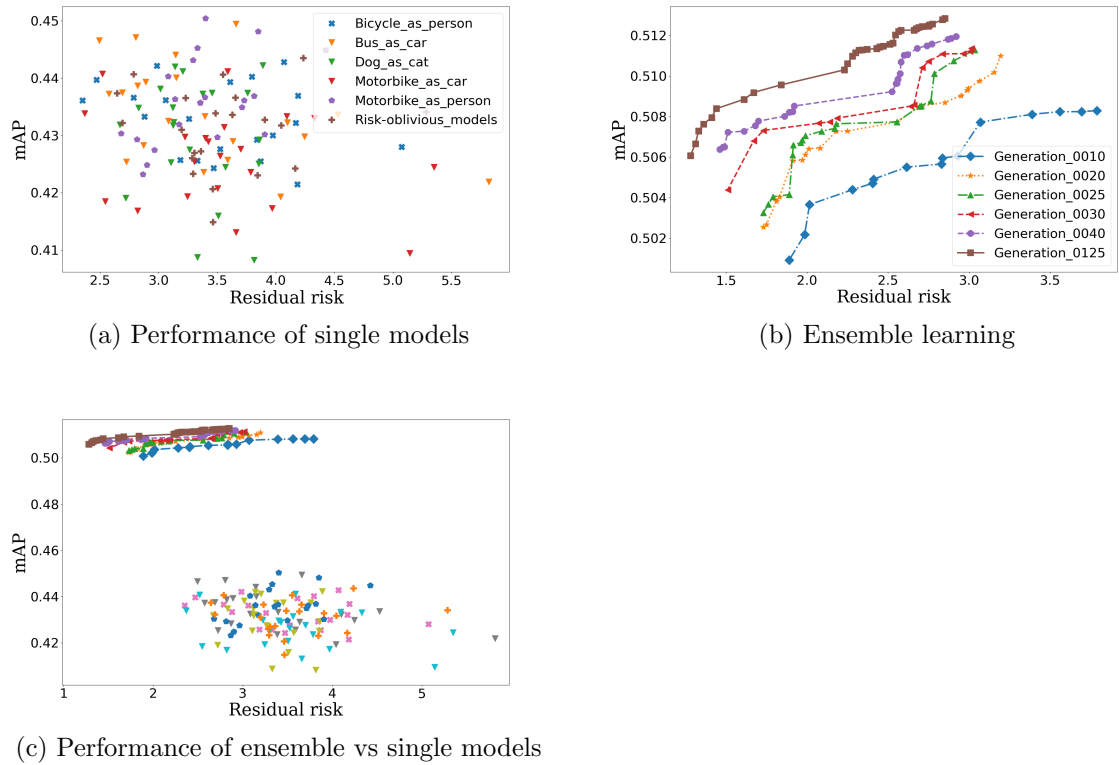 0.45
0.44
0.43
0.42
0.41
mAP
2.5 3.0 3.5 4.0 4.5 5.0 5.5
Residual risk
Bicycle_as_person
Bus_as_car
Dog_as_cat
Motorbike_as_car
Motorbike_as_person
Risk-oblivious_models
(a) Performance of single models
0.512
0.510
0.508
0.506
0.504
0.502
mAP
1.5 2.0 2.5 3.0 3.5
Residual risk
Generation_0010
Generation_0020
Generation_0025
Generation_0030
Generation_0040
Generation_0125
(b) Ensemble learning
0.50
0.48
0.46
0.44
0.42
mAP
1 2 3 4 5
Residual risk
(c) Performance of ensemble vs single models